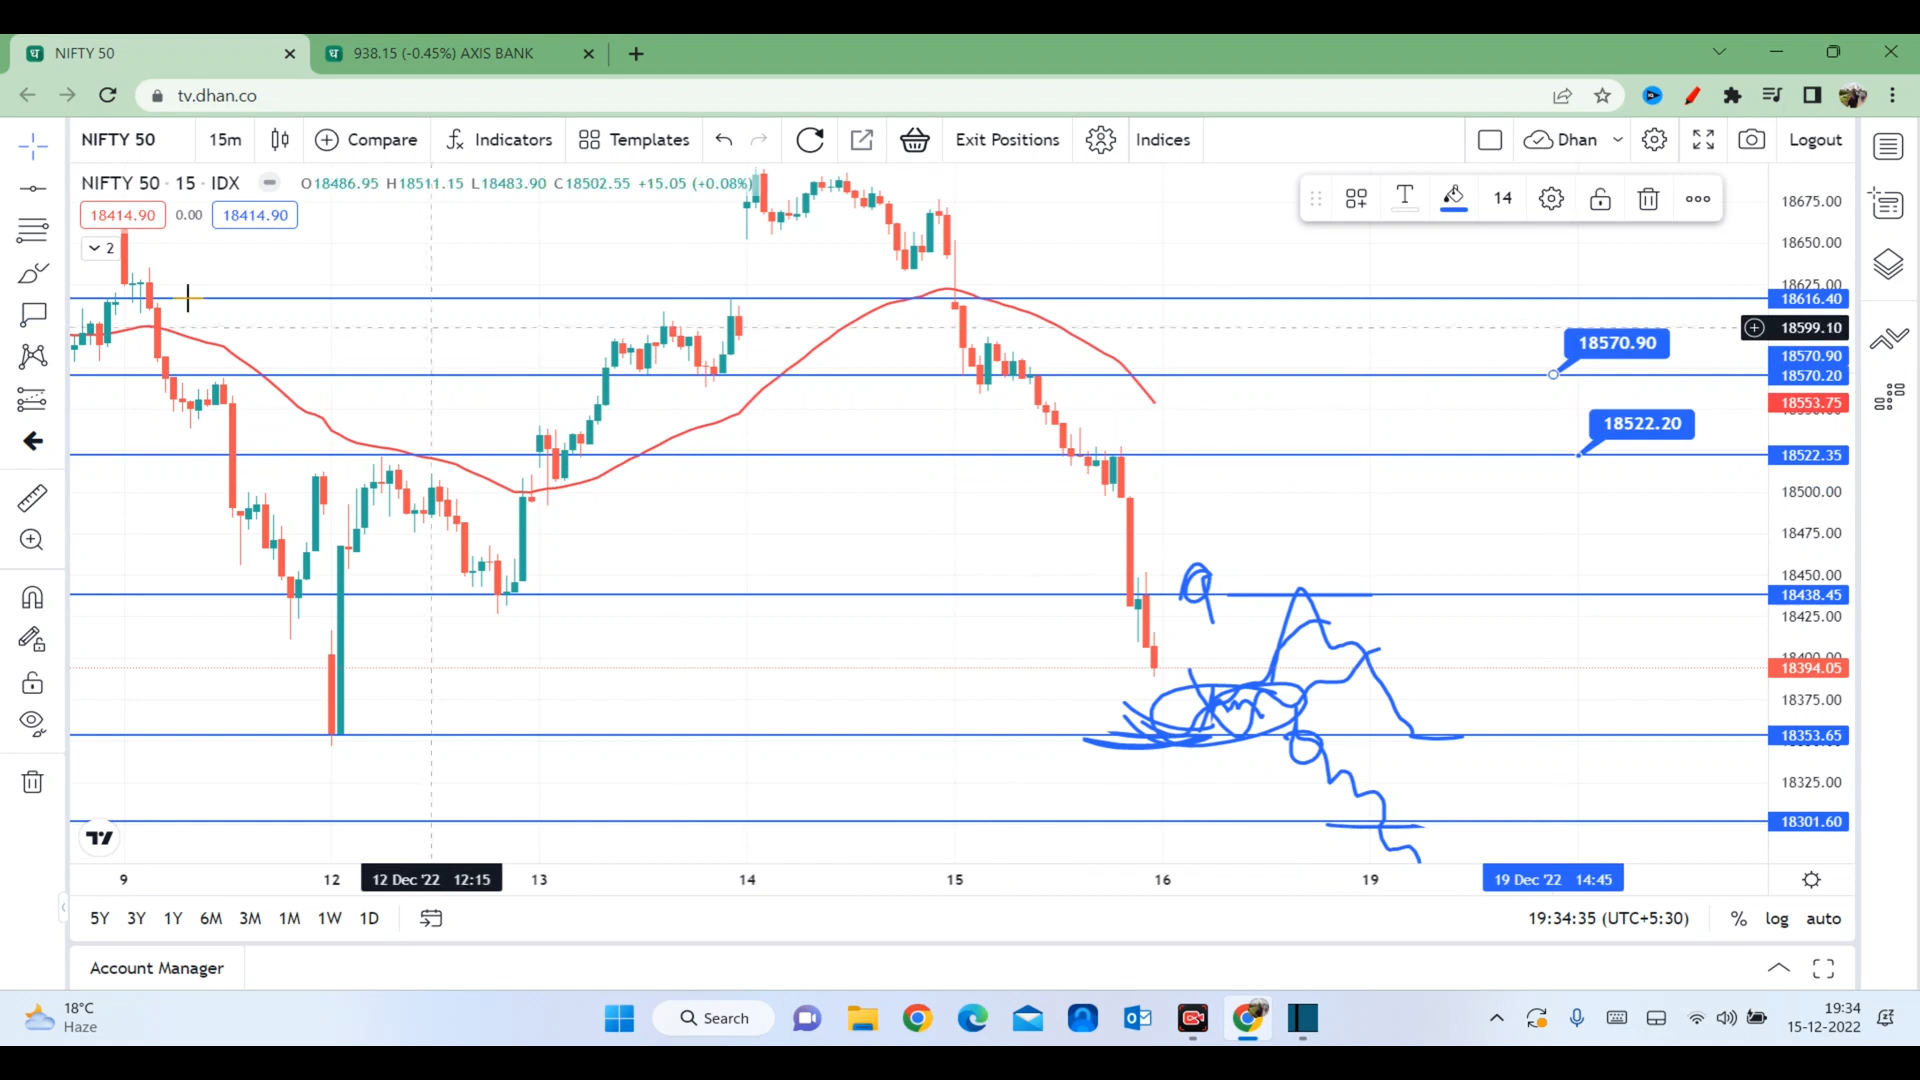 NIFTY 50
938.15 (-0.45%) AXIS BANK
tv.dhan.co
NIFTY 50 15m Compare Indicators Templates Exit Positions Indices Dhan Logout
NIFTY 50 · 15 · IDX O18486.95 H18511.15 L18483.90 C18502.55 +15.05 (+0.08%)
18414.90 0.00 18414.90
2
T 14
18675.00
18650.00
18625.00
18616.40
18599.10
18570.90
18570.90
18570.20
18553.75
18522.20
18522.35
18500.00
18475.00
18450.00
18438.45
18425.00
18400.00
18394.05
18375.00
18353.65
18325.00
18301.60
9 12 12 Dec '22 12:15 13 14 15 16 19 19 Dec '22 14:45
5Y 3Y 1Y 6M 3M 1M 1W 1D 19:34:35 (UTC+5:30) % log auto
Account Manager
18°C
Haze
Search
19:34
15-12-2022